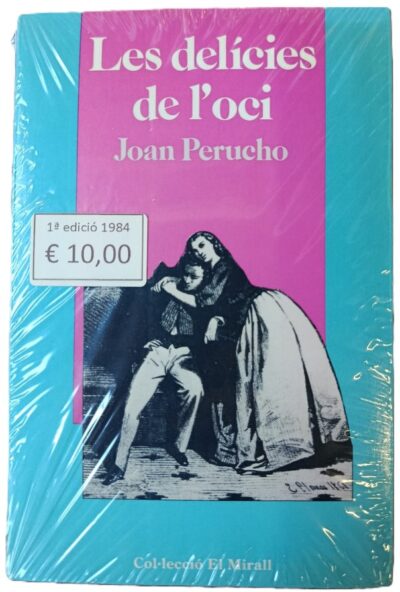 Les delícies
de l'oci
Joan Perucho
1ª edició 1984
€ 10,00
Col·lecció El Mirall